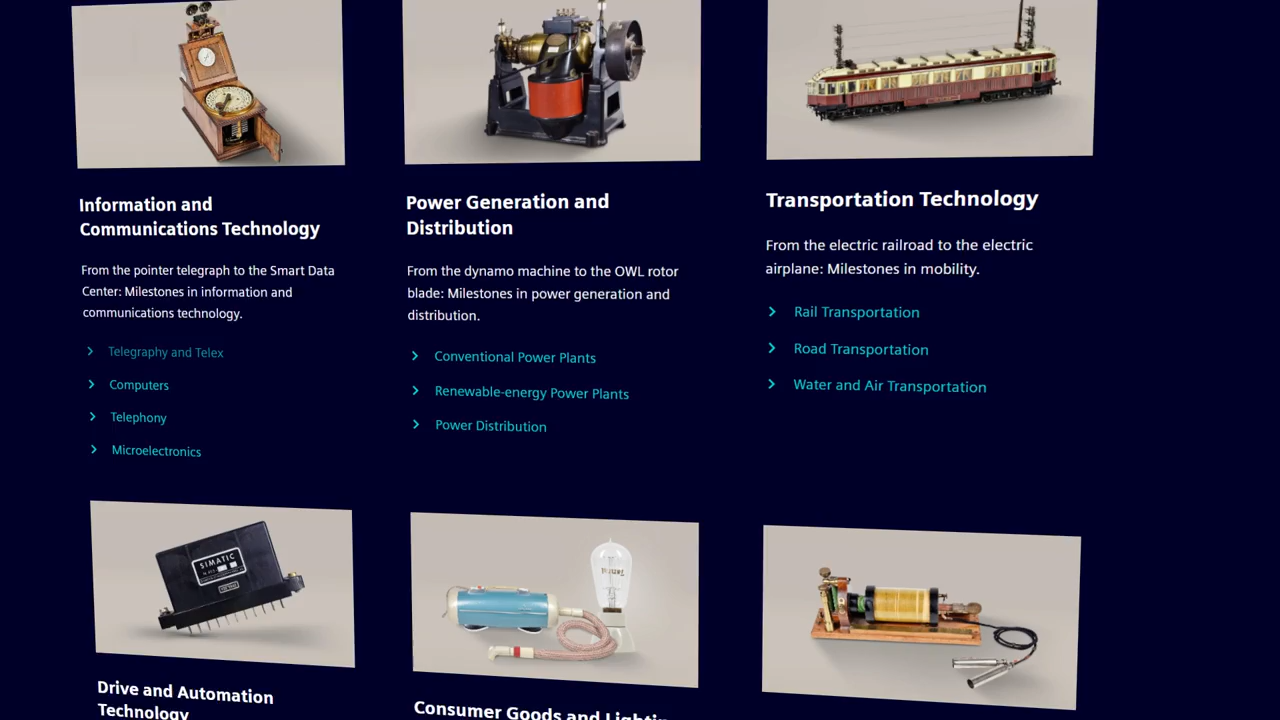 Information and
Communications Technology
From the pointer telegraph to the Smart Data
Center: Milestones in information and
communications technology.
Telegraphy and Telex
Computers
Telephony
Microelectronics
Power Generation and
Distribution
From the dynamo machine to the OWL rotor
blade: Milestones in power generation and
distribution.
Conventional Power Plants
Renewable-energy Power Plants
Power Distribution
Transportation Technology
From the electric railroad to the electric
airplane: Milestones in mobility.
Rail Transportation
Road Transportation
Water and Air Transportation
SIMATIC
Drive and Automation
Technology
Consumer Goods and